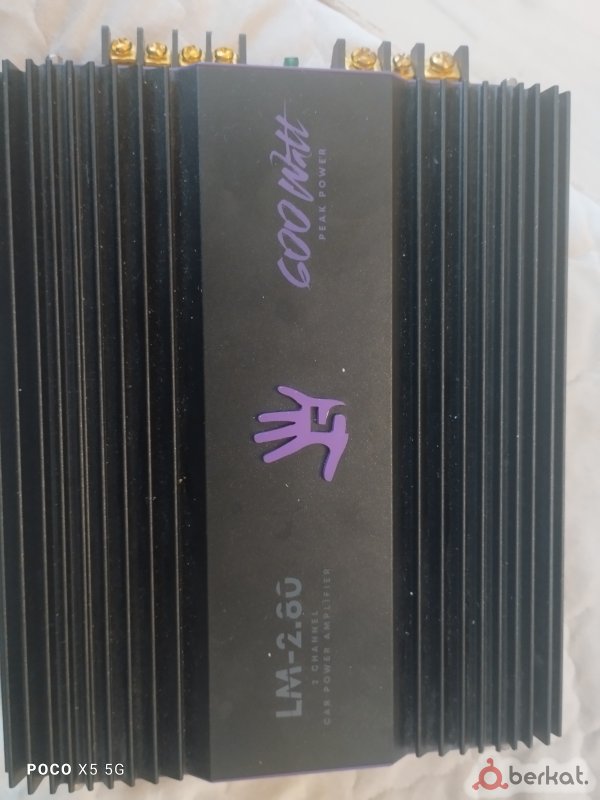 600 Watt
PEAK POWER
LM-2.60
2 CHANNEL
CAR POWER AMPLIFIER
POCO X5 5G
berkat.